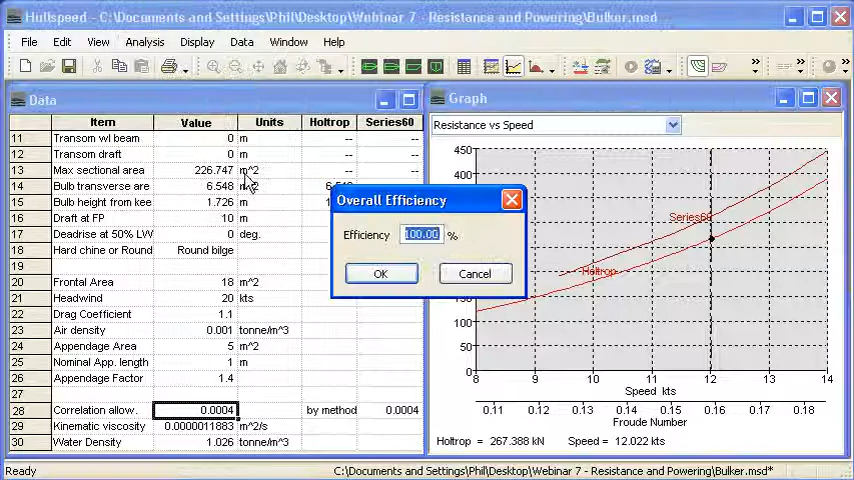 Hullspeed - C:\Documents and Settings\Phil\Desktop\Webinar 7 - Resistance and Powering\Bulker.msd
File Edit View Analysis Display Data Window Help
Data
Item Value Units Holtrop Series60
11 Transom wl beam 0 m -- --
12 Transom draft 0 m -- --
13 Max sectional area 226.747 m^2 -- --
14 Bulb transverse are 6.548
15 Bulb height from kee 1.726 m
16 Draft at FP 10 m
17 Deadrise at 50% LW 0 deg.
18 Hard chine or Round Round bilge
19
20 Frontal Area 18 m^2
21 Headwind 20 kts
22 Drag Coefficient 1.1
23 Air density 0.001 tonne/m^3
24 Appendage Area 5 m^2
25 Nominal App. length 1 m
26 Appendage Factor 1.4
27
28 Correlation allow. 0.0004 by method 0.0004
29 Kinematic viscosity 0.0000011883 m^2/s
30 Water Density 1.026 tonne/m^3
Overall Efficiency
Efficiency 100.00 %
OK Cancel
Graph
Resistance vs Speed
450
400
100
50
0
Series60
Holtrop
8 9 10 11 12 13 14
Speed kts
0.11 0.12 0.13 0.14 0.15 0.16 0.17 0.18
Froude Number
Holtrop = 267.388 kN Speed = 12.022 kts
Ready
C:\Documents and Settings\Phil\Desktop\Webinar 7 - Resistance and Powering\Bulker.msd*